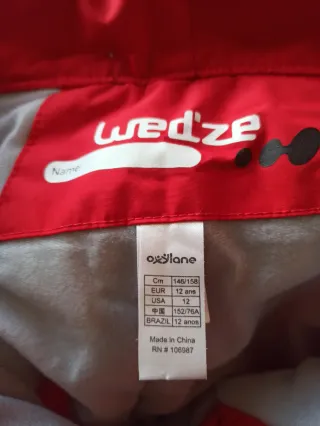 wed'ze
Name
oxylane
Cm 146/158
EUR 12 ans
USA 12
中国 152/76A
BRAZIL 12 anos
Made in China
RN # 106987